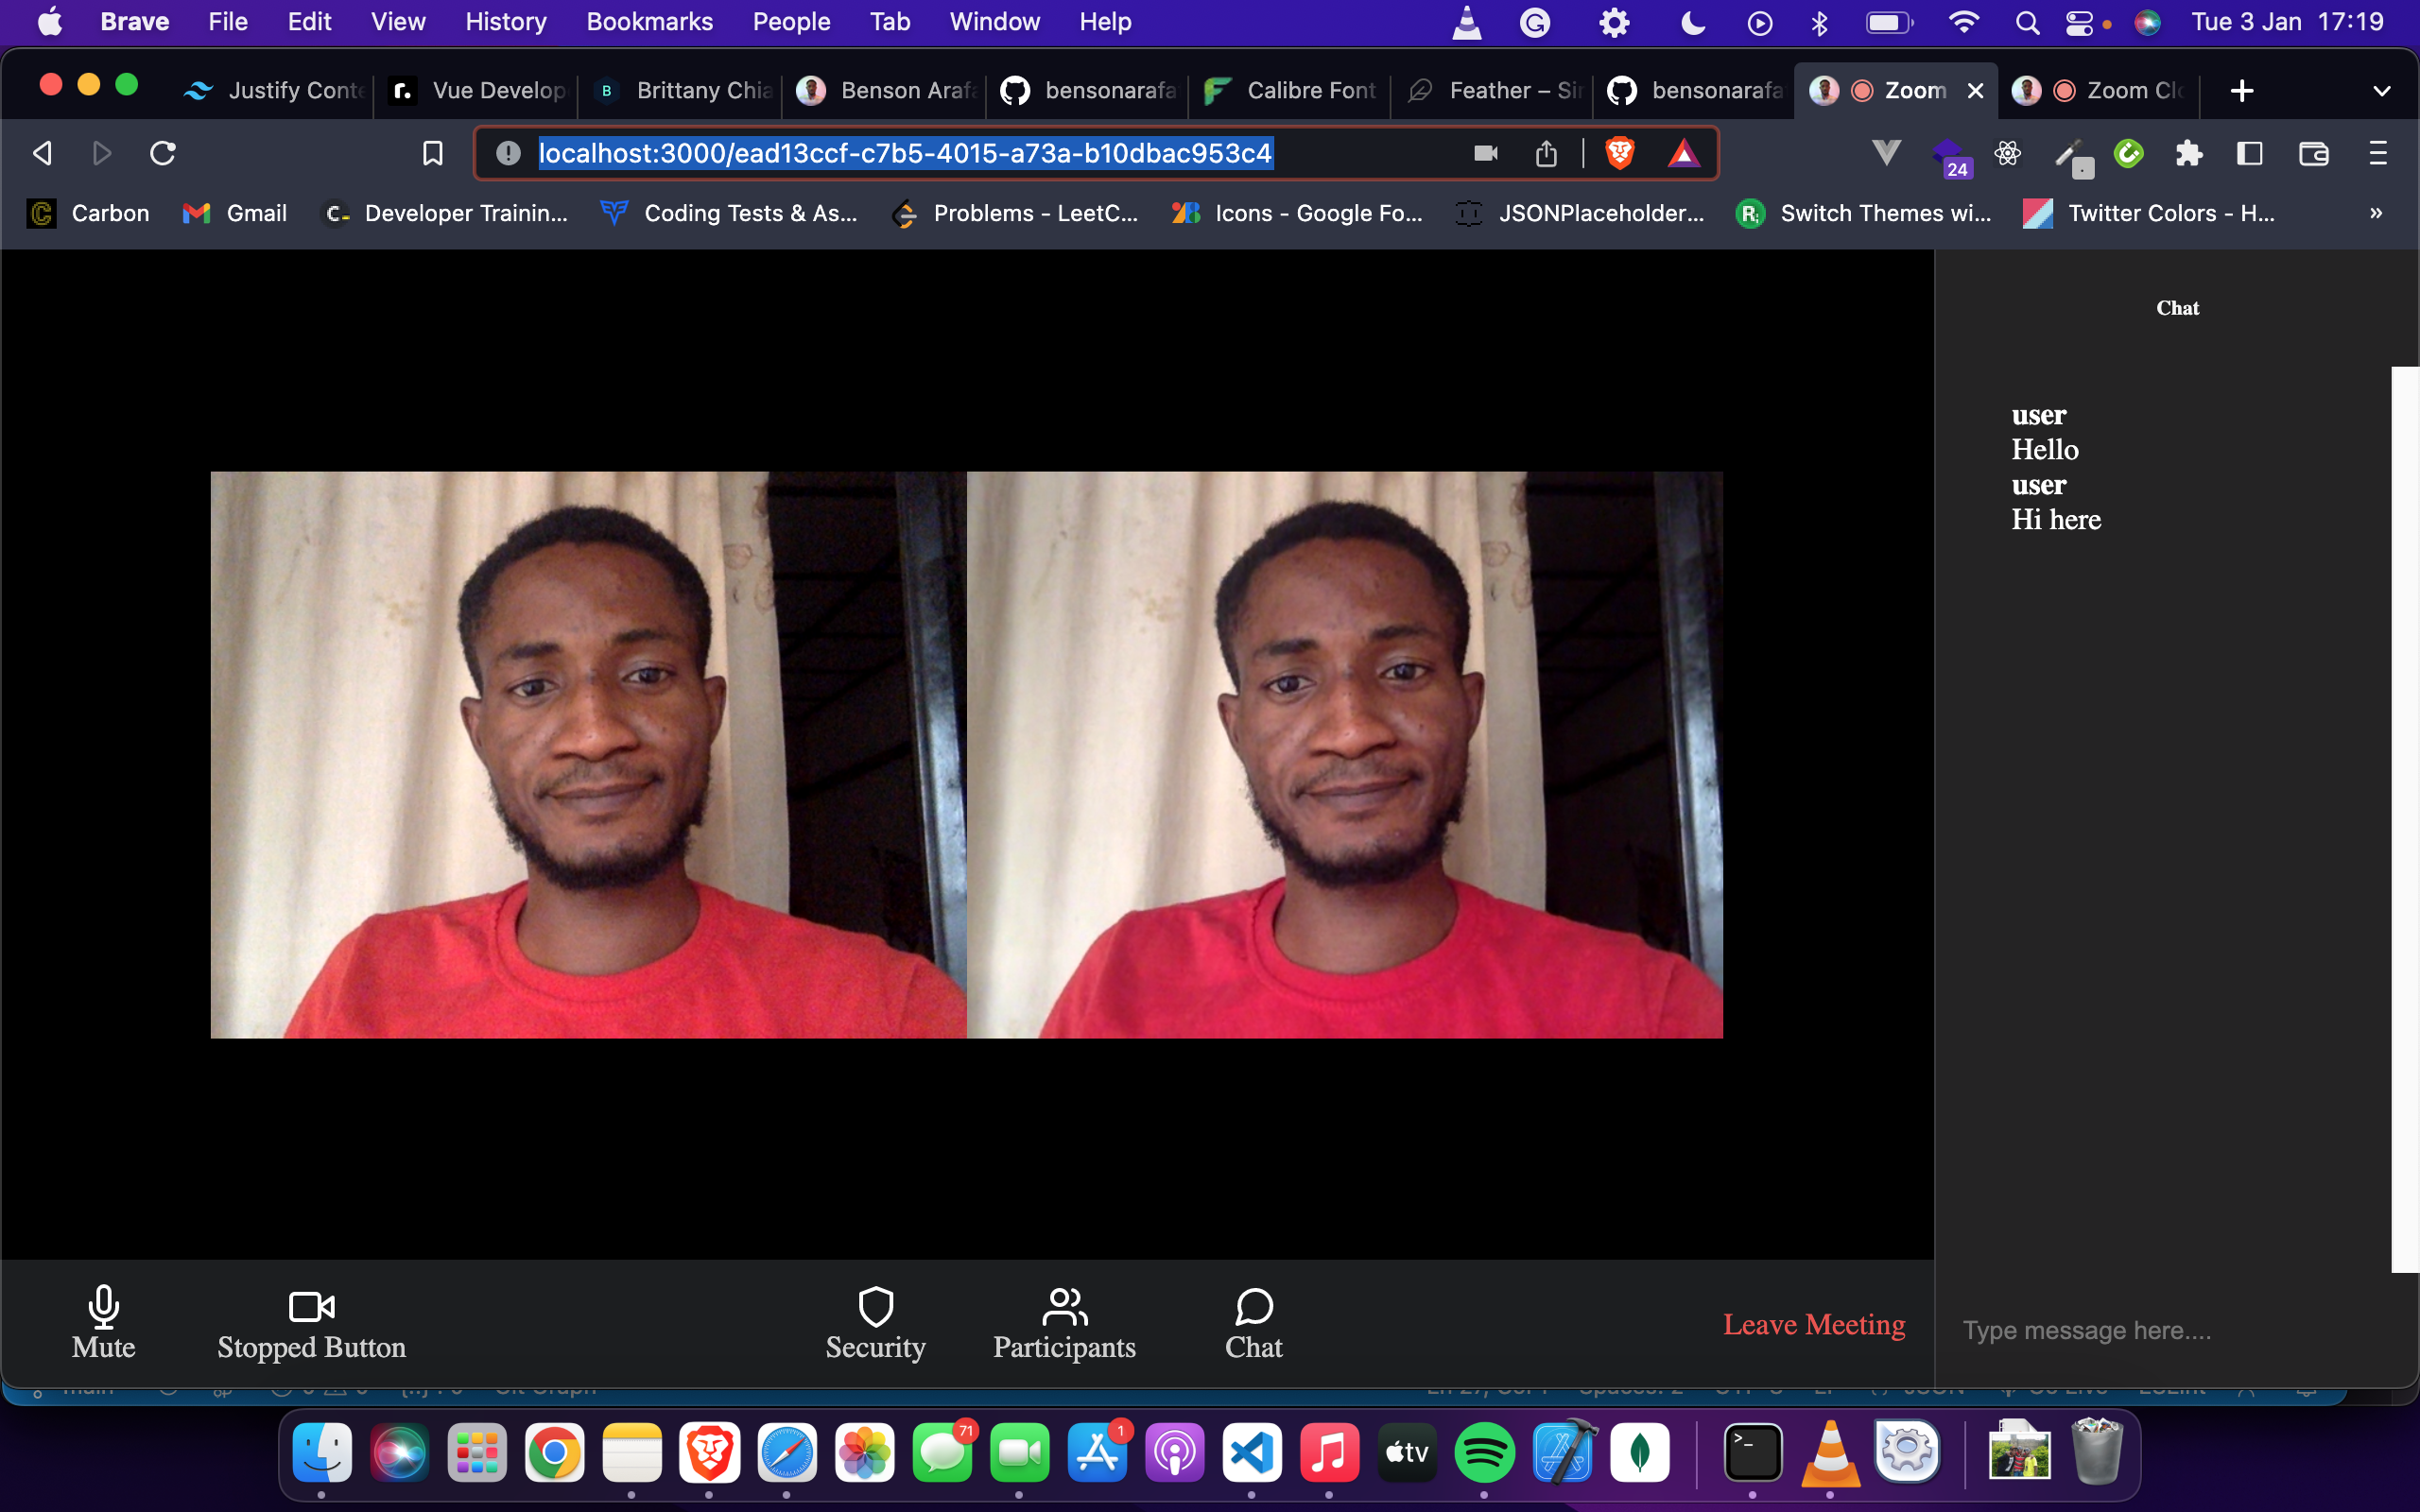 Brave File Edit View History Bookmarks People Tab Window Help Tue 3 Jan 17:19
Justify Conte Vue Develop Brittany Chia Benson Arafa bensonarafa Calibre Font Feather – Sir bensonarafa Zoom Zoom Clo
localhost:3000/ead13ccf-c7b5-4015-a73a-b10dbac953c4 24
Carbon Gmail Developer Trainin... Coding Tests & As... Problems - LeetC... Icons - Google Fo... JSONPlaceholder... Switch Themes wi... Twitter Colors - H... »
Chat
user
Hello
user
Hi here
Mute Stopped Button Security Participants Chat Leave Meeting Type message here....
71 1
tv